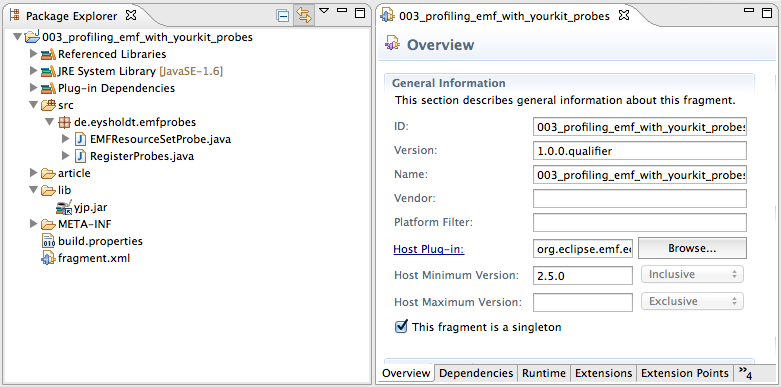 Package Explorer
003_profiling_emf_with_yourkit_probes
Referenced Libraries
JRE System Library [JavaSE-1.6]
Plug-in Dependencies
src
de.eysholdt.emfprobes
EMFResourceSetProbe.java
RegisterProbes.java
article
lib
yjp.jar
META-INF
build.properties
fragment.xml
003_profiling_emf_with_yourkit_probes
Overview
General Information
This section describes general information about this fragment.
ID: 003_profiling_emf_with_yourkit_probes
Version: 1.0.0.qualifier
Name: 003_profiling_emf_with_yourkit_probes
Vendor:
Platform Filter:
Host Plug-in: org.eclipse.emf.ec Browse...
Host Minimum Version: 2.5.0 Inclusive
Host Maximum Version: Exclusive
This fragment is a singleton
Overview Dependencies Runtime Extensions Extension Points »4